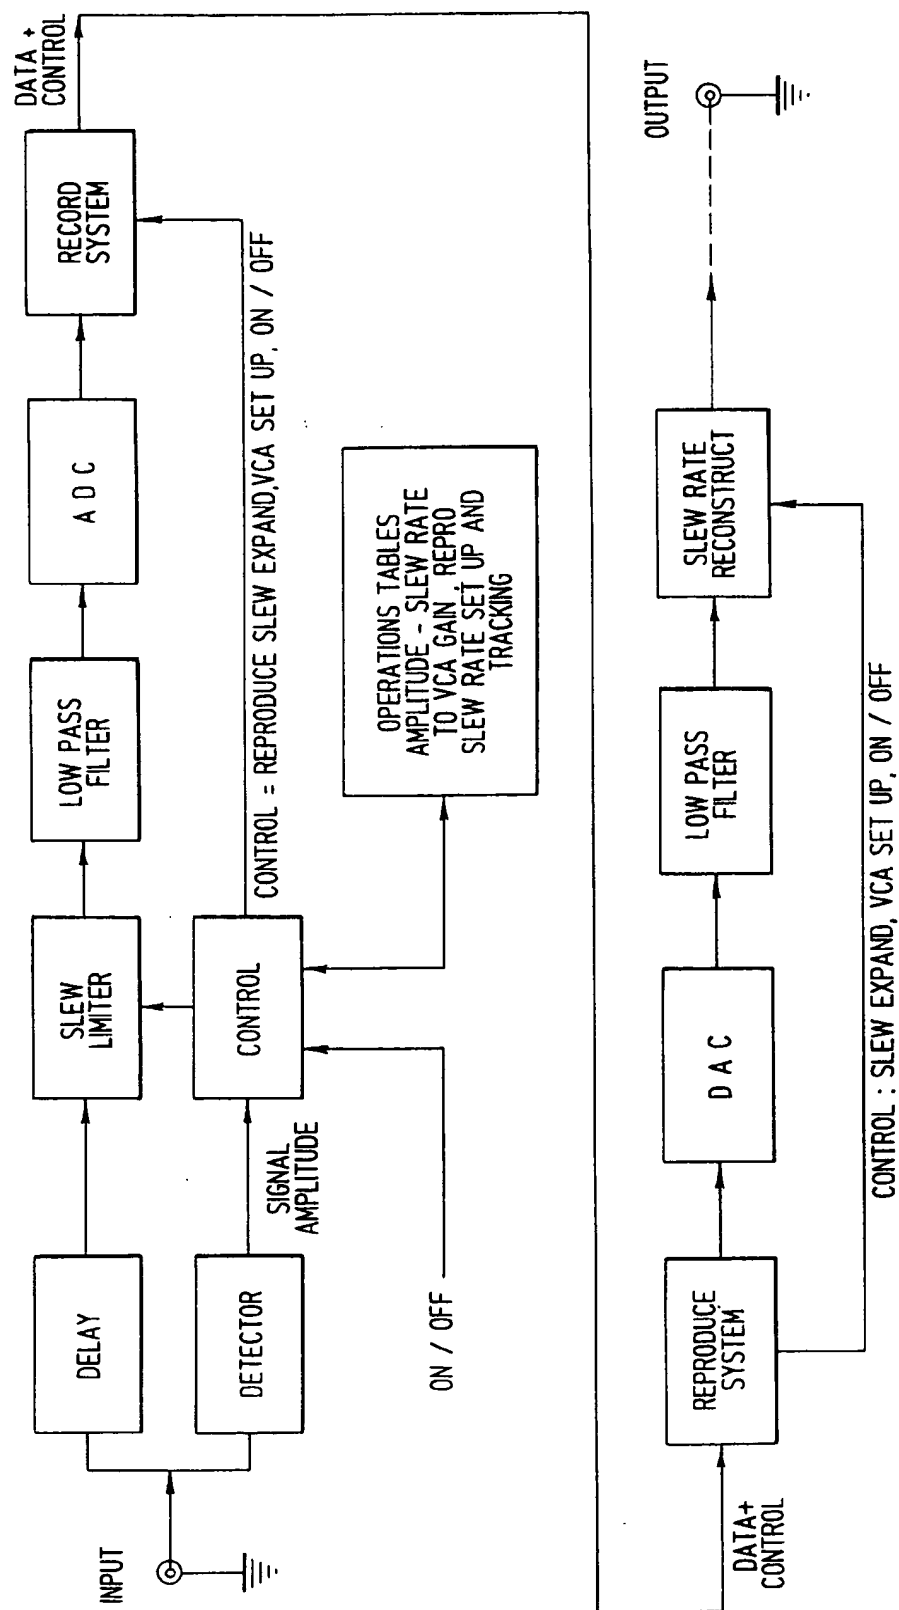 INPUT
DELAY
DETECTOR
SIGNAL
AMPLITUDE
ON / OFF
SLEW
LIMITER
CONTROL
LOW PASS
FILTER
A D C
RECORD
SYSTEM
DATA +
CONTROL
CONTROL = REPRODUCE SLEW EXPAND,VCA SET UP, ON / OFF
OPERATIONS TABLES
AMPLITUDE - SLEW RATE
TO VCA GAIN, REPRO
SLEW RATE SET UP AND
TRACKING
DATA+
CONTROL
REPRODUCE
SYSTEM
D A C
LOW PASS
FILTER
SLEW RATE
RECONSTRUCT
OUTPUT
CONTROL : SLEW EXPAND, VCA SET UP, ON / OFF